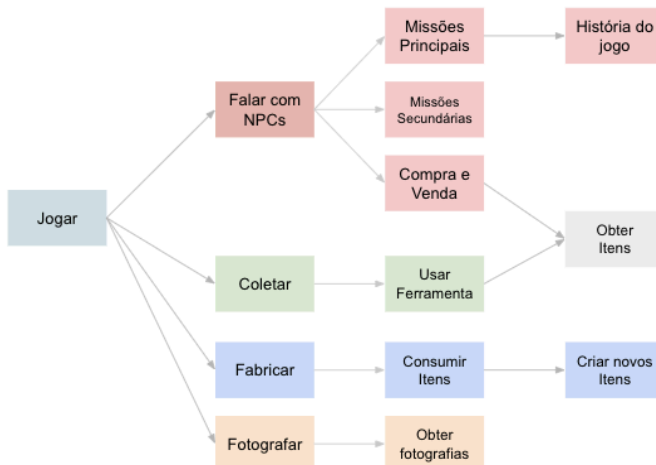 Missões
Principais
História do
jogo
Falar com
NPCs
Missões
Secundárias
Compra e
Venda
Jogar
Obter
Itens
Coletar
Usar
Ferramenta
Fabricar
Consumir
Itens
Criar novos
Itens
Fotografar
Obter
fotografias